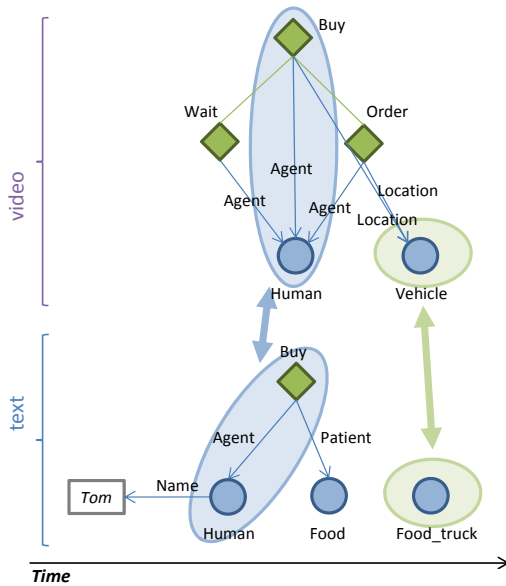 Buy
Wait
Order
Agent
Location
Agent
Agent
Location
Human
Vehicle
video
Buy
Agent
Patient
Name
Tom
Human
Food
Food_truck
text
Time